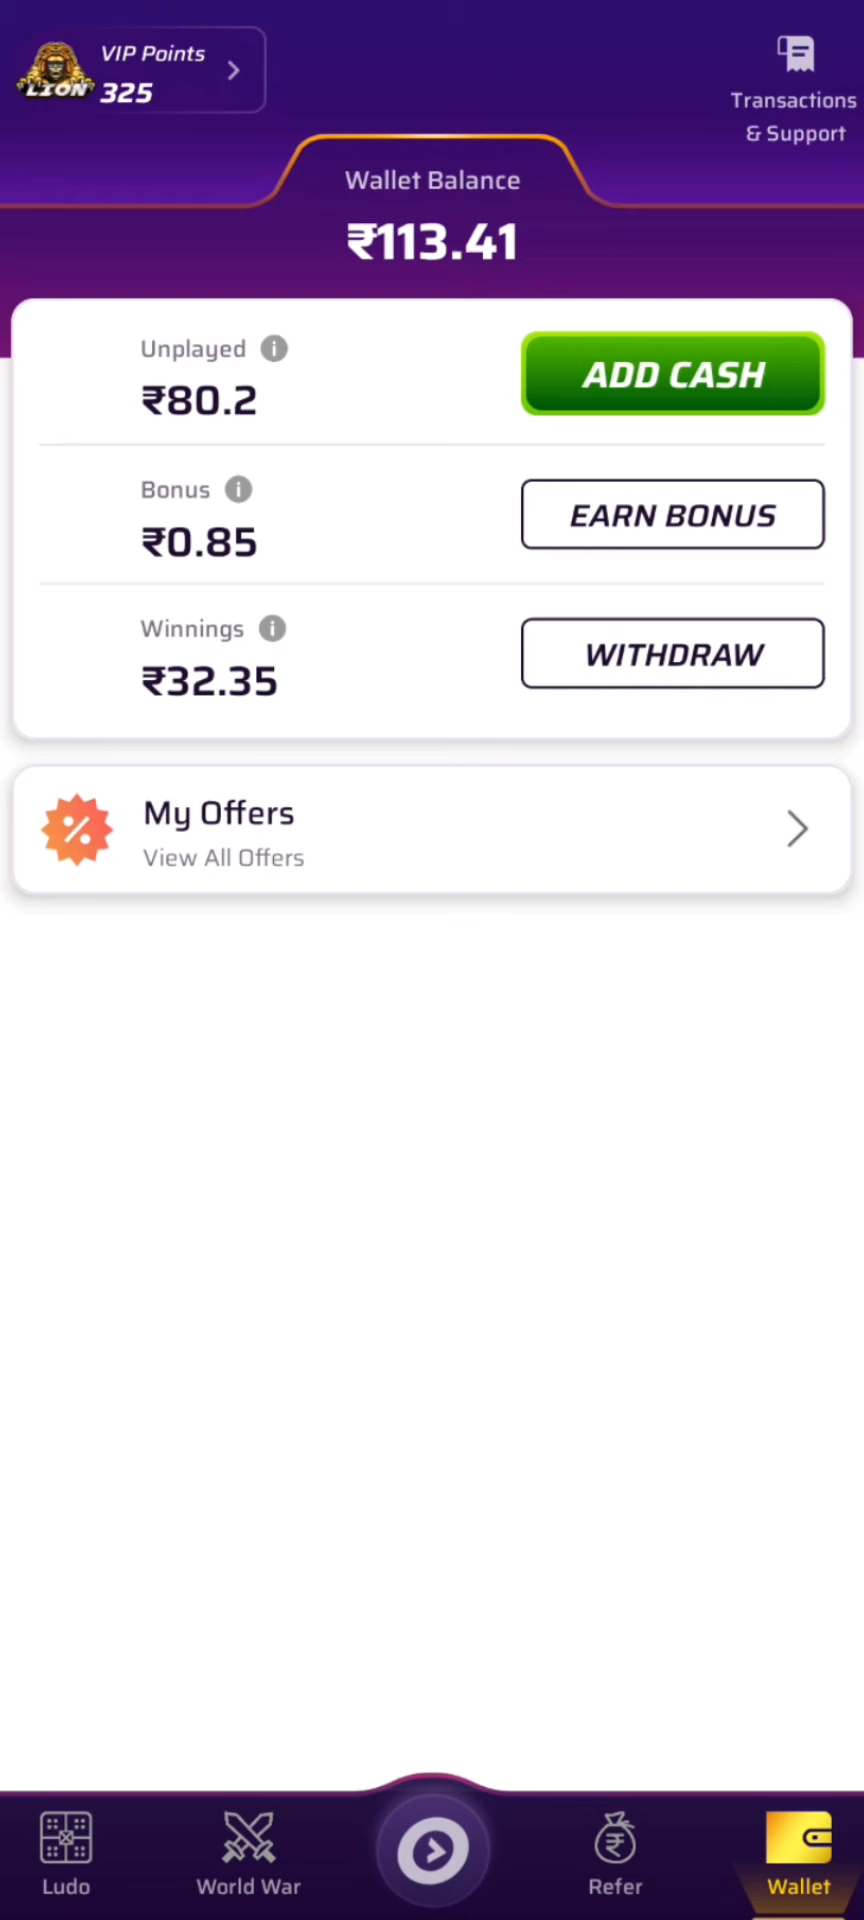 VIP Points
LION
325
Transactions
& Support
Wallet Balance
₹113.41
Unplayed
₹80.2
ADD CASH
Bonus
₹0.85
EARN BONUS
Winnings
₹32.35
WITHDRAW
My Offers
View All Offers
Ludo
World War
Refer
Wallet